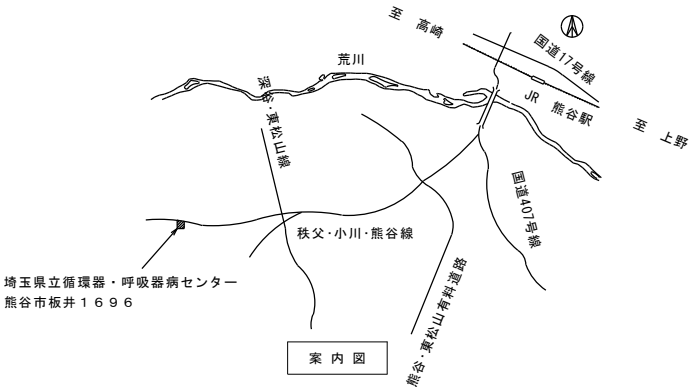 至 高崎
国道17号線
荒川
JR 熊谷駅
至 上野
深谷・東松山線
国道407号線
秩父・小川・熊谷線
熊谷・東松山有料道路
埼玉県立循環器・呼吸器病センター
熊谷市板井１６９６
案内図